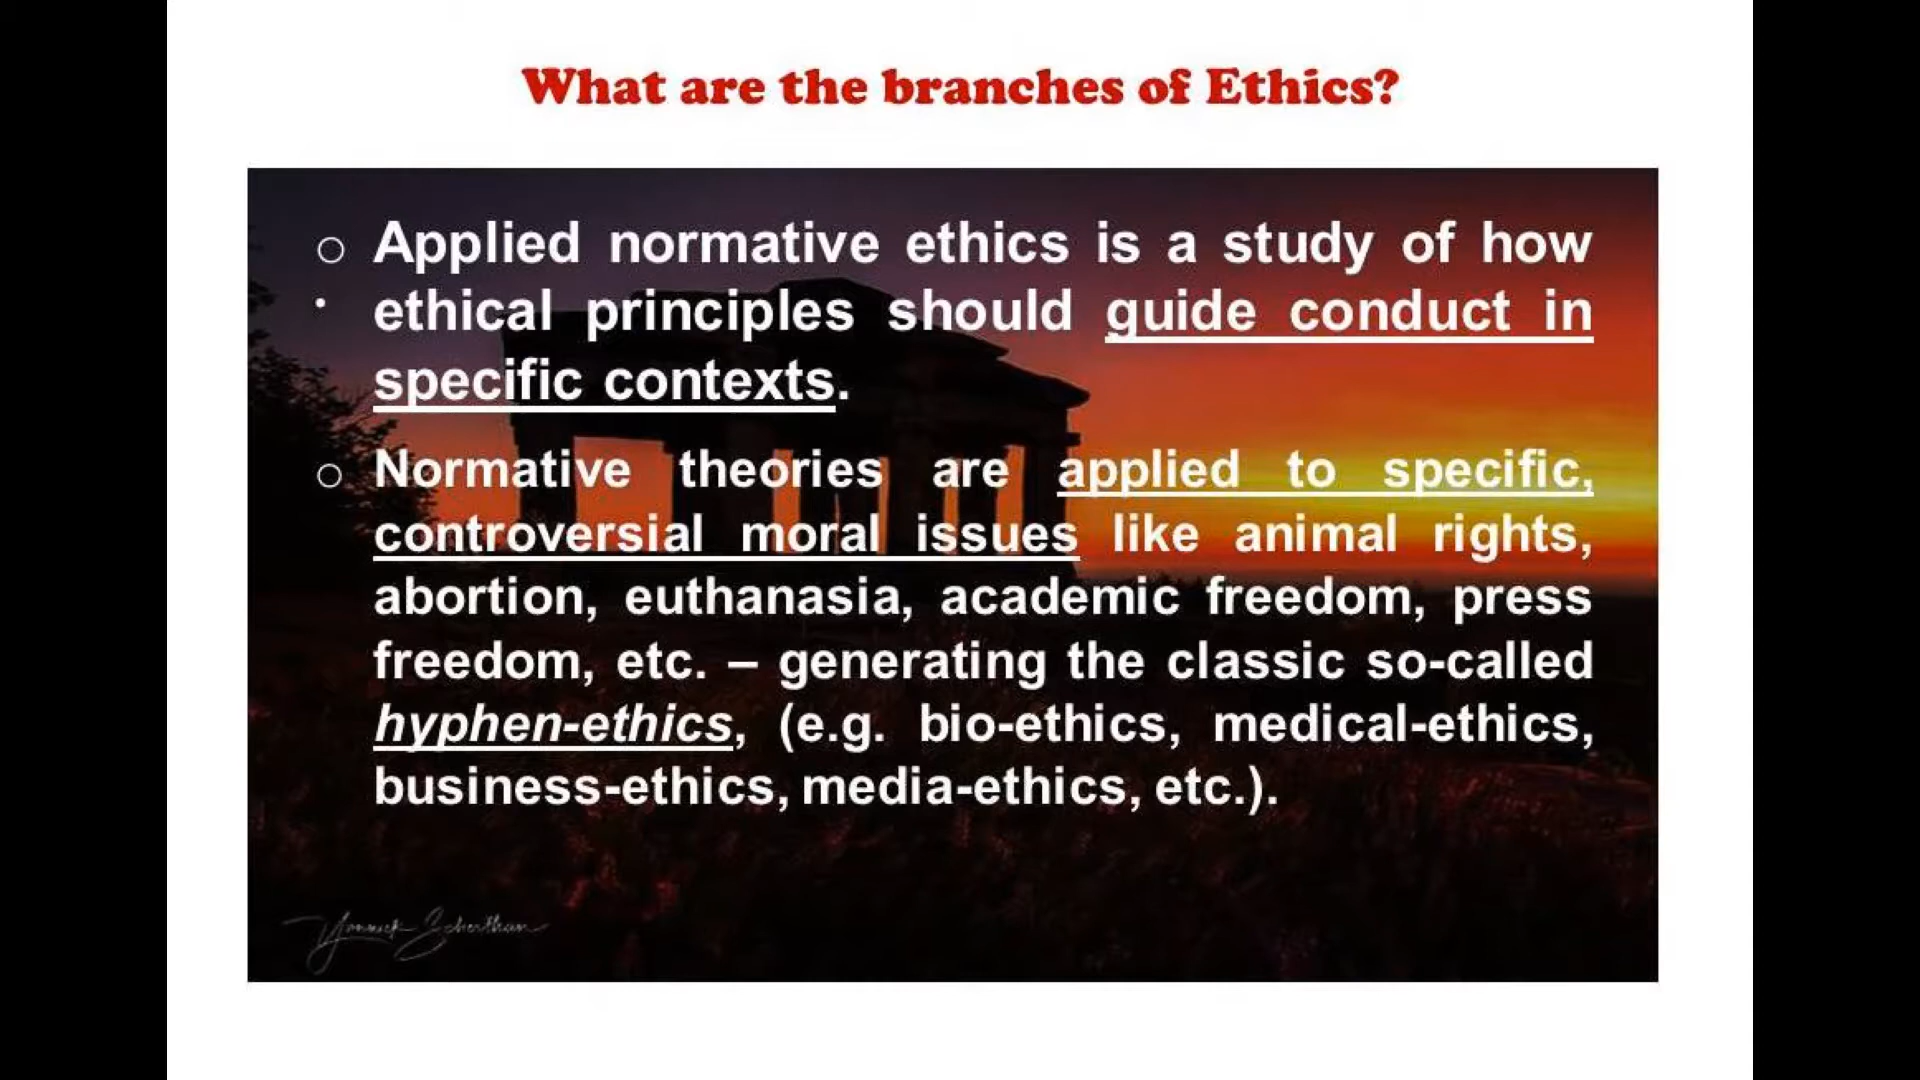 What are the branches of Ethics?
o Applied normative ethics is a study of how
• ethical principles should guide conduct in
specific contexts.
o Normative theories are applied to specific,
controversial moral issues like animal rights,
abortion, euthanasia, academic freedom, press
freedom, etc. – generating the classic so-called
hyphen-ethics, (e.g. bio-ethics, medical-ethics,
business-ethics, media-ethics, etc.).